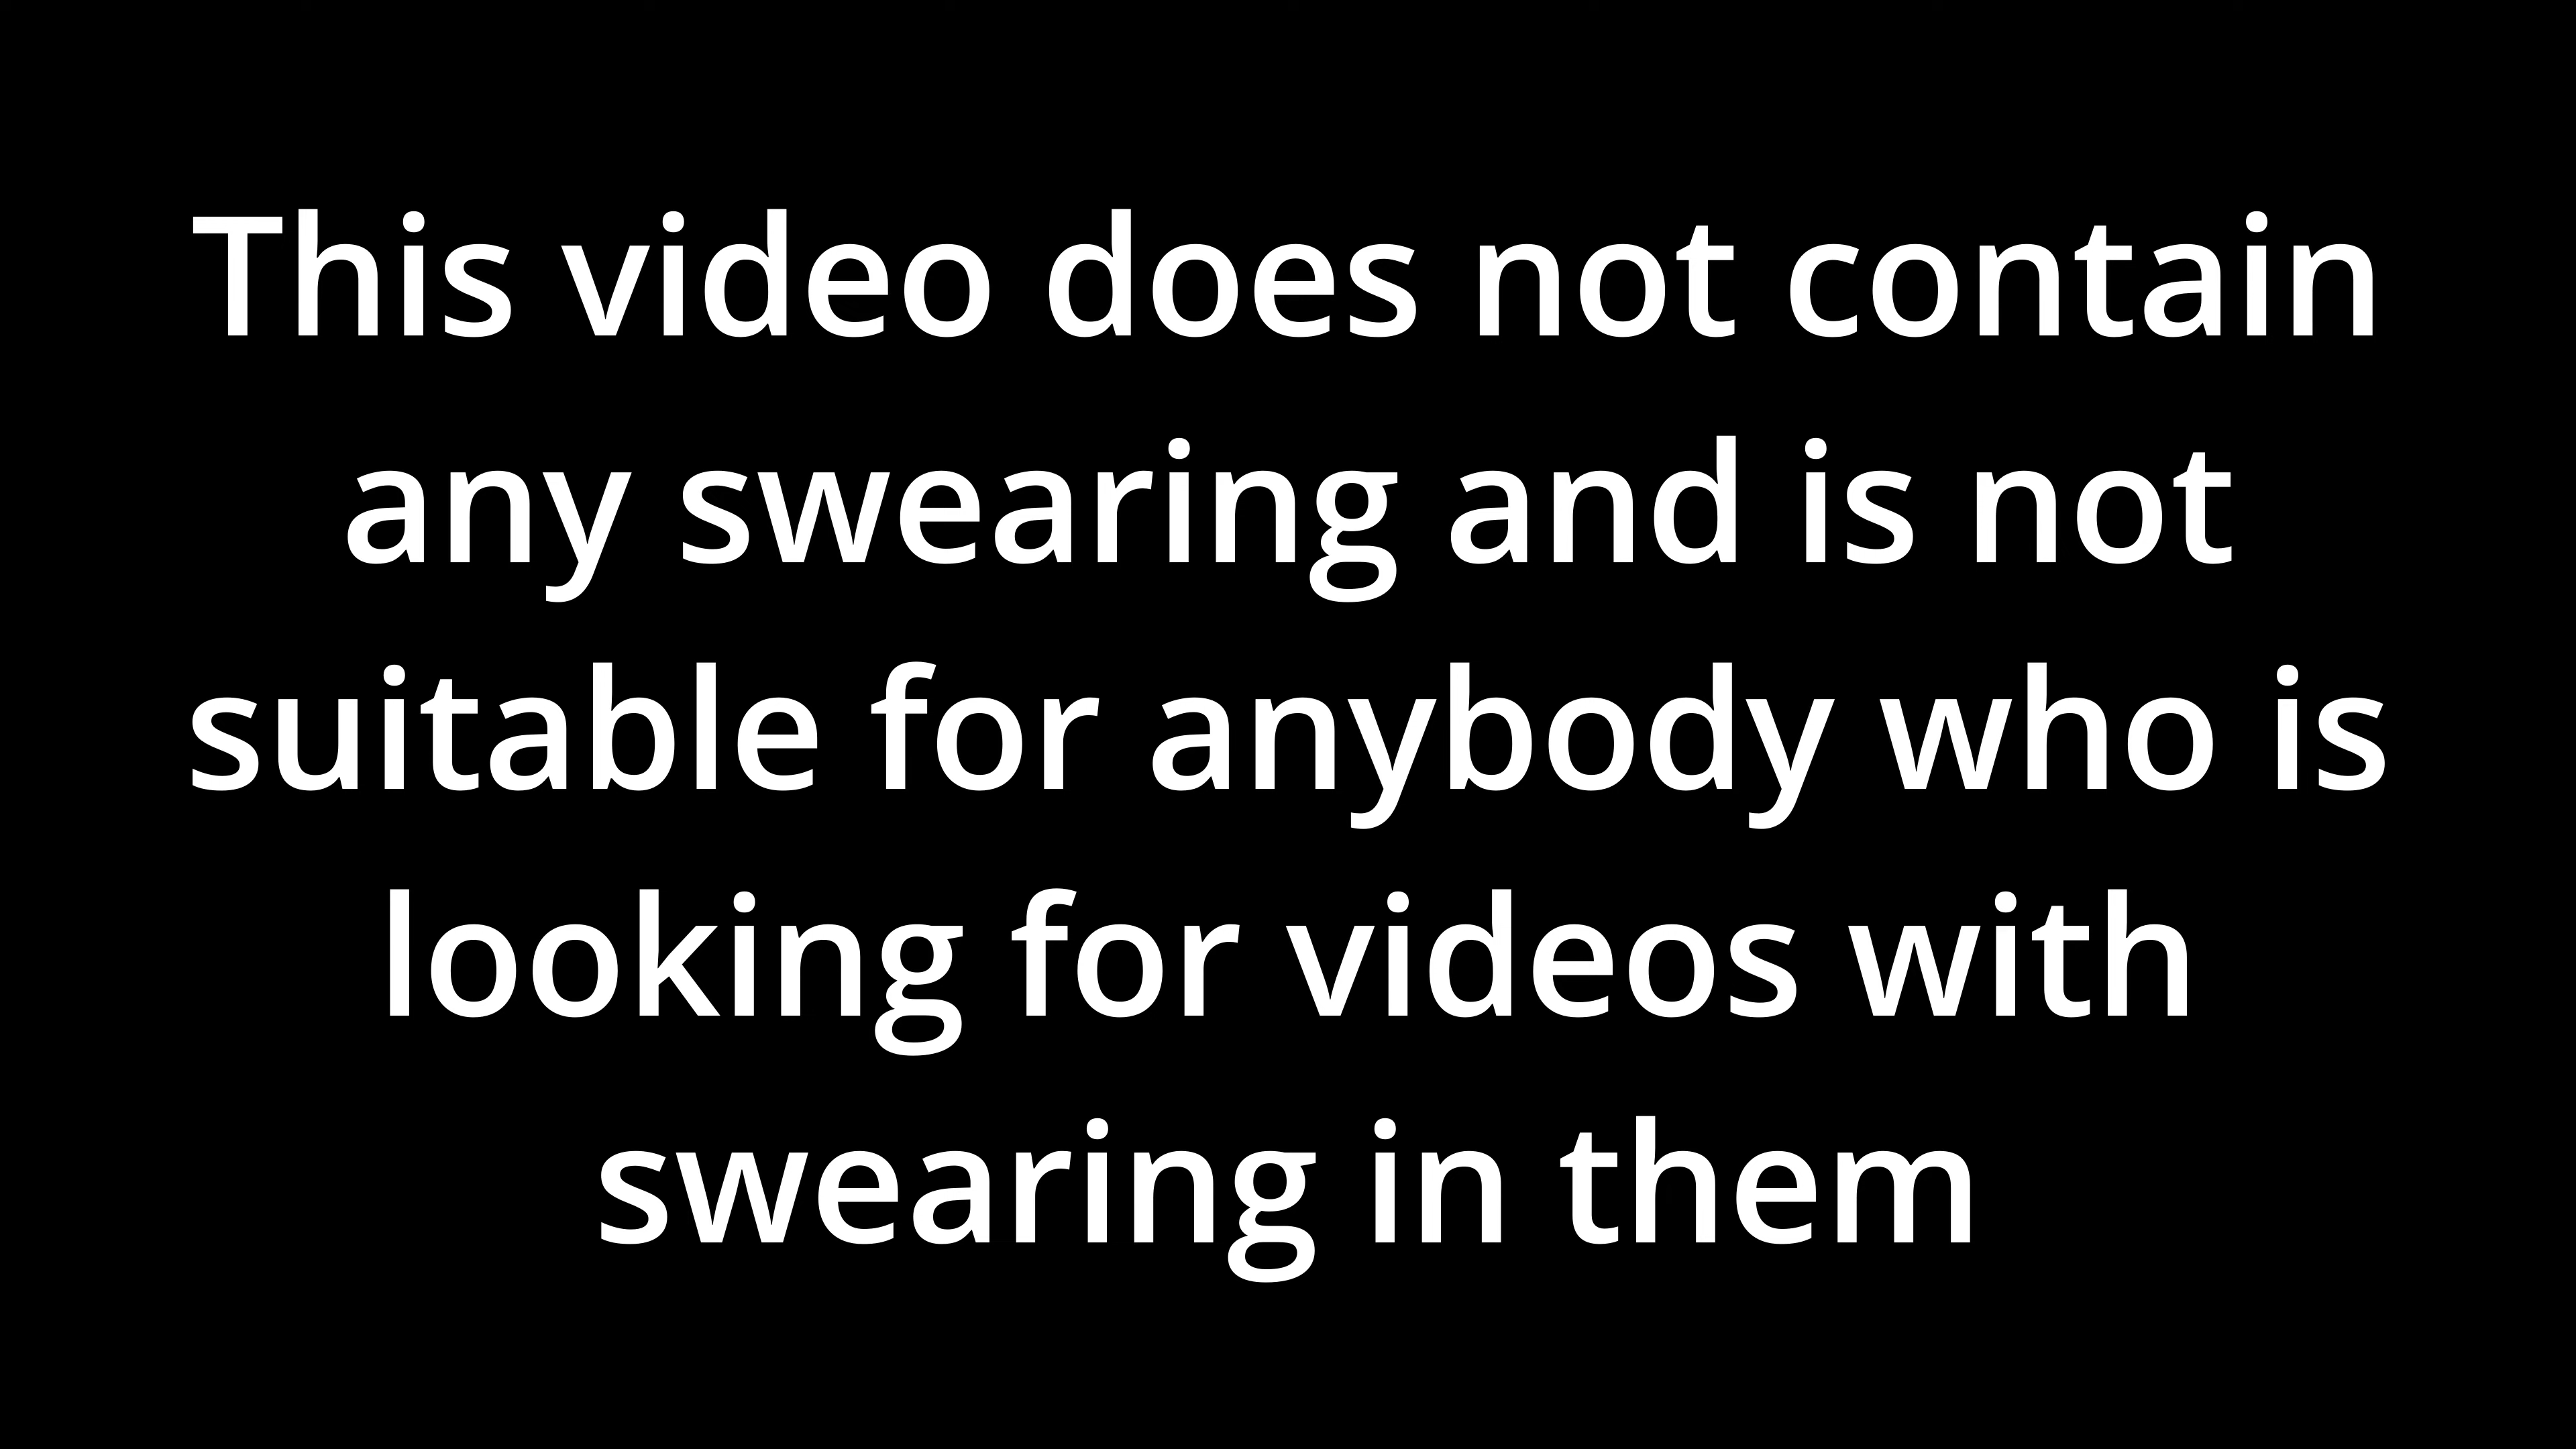 This video does not contain
any swearing and is not
suitable for anybody who is
looking for videos with
swearing in them